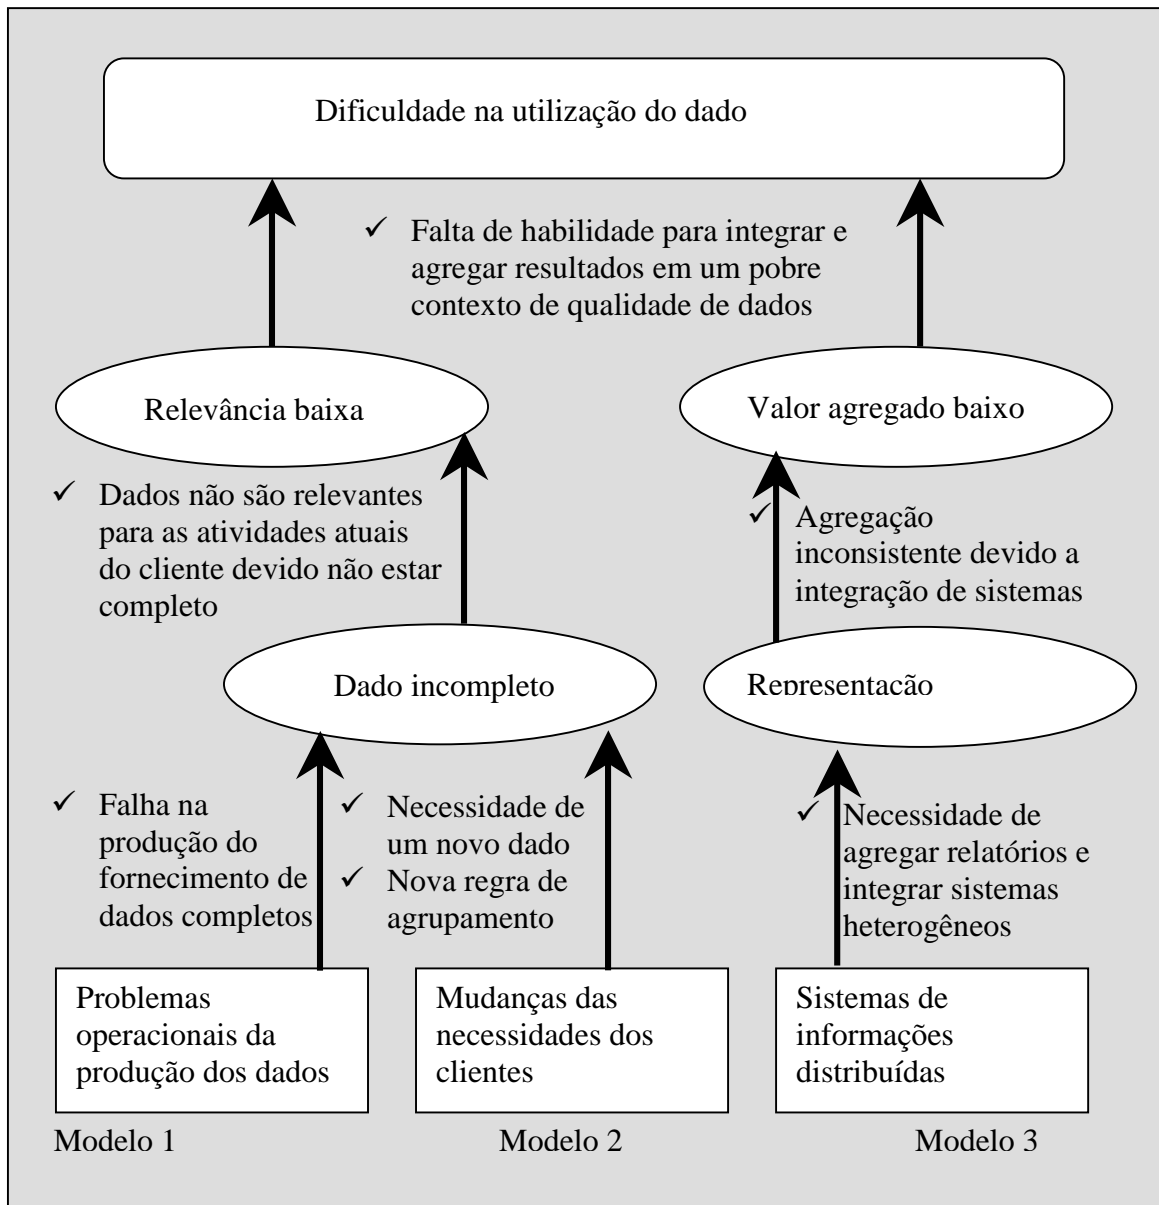 Dificuldade na utilização do dado
✓ Falta de habilidade para integrar e
agregar resultados em um pobre
contexto de qualidade de dados
Relevância baixa
Valor agregado baixo
✓ Dados não são relevantes
para as atividades atuais
do cliente devido não estar
completo
✓ Agregação
inconsistente devido a
integração de sistemas
Dado incompleto
Representação
✓ Falha na
produção do
fornecimento de
dados completos
✓ Necessidade de
um novo dado
✓ Nova regra de
agrupamento
✓ Necessidade de
agregar relatórios e
integrar sistemas
heterogêneos
Problemas
operacionais da
produção dos dados
Mudanças das
necessidades dos
clientes
Sistemas de
informações
distribuídas
Modelo 1
Modelo 2
Modelo 3